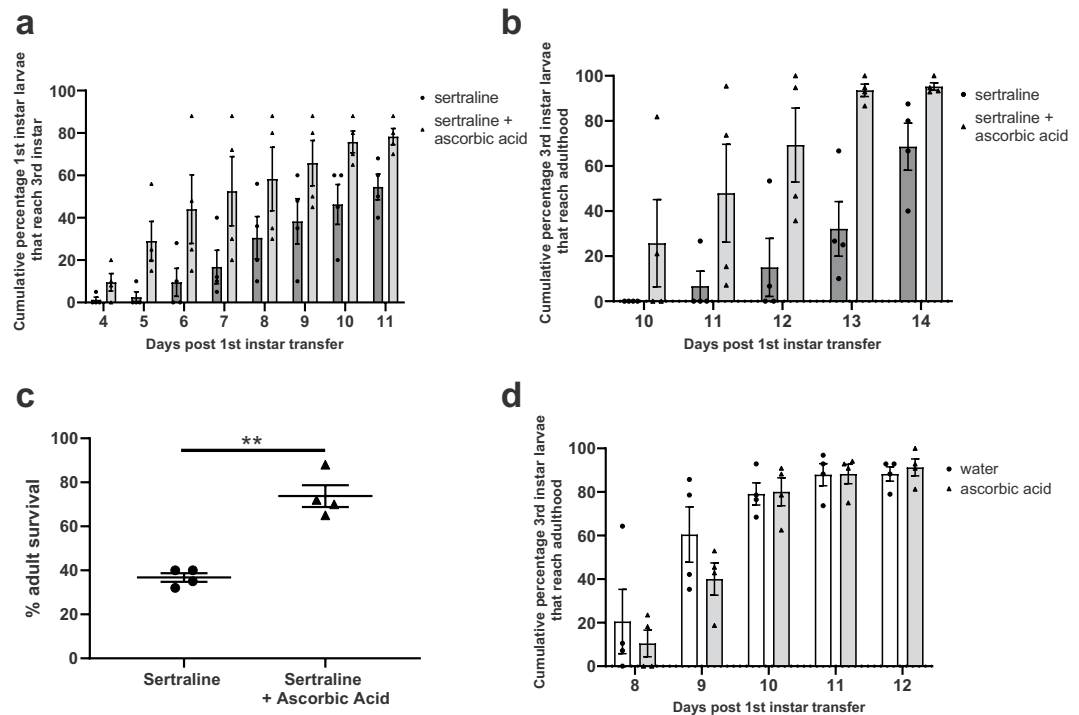 a
Cumulative percentage 1st instar larvae
that reach 3rd instar
100
80
60
40
20
0
4 5 6 7 8 9 10 11
Days post 1st instar transfer
sertraline
sertraline +
ascorbic acid
b
Cumulative percentage 3rd instar larvae
that reach adulthood
100
80
60
40
20
0
10 11 12 13 14
Days post 1st instar transfer
sertraline
sertraline +
ascorbic acid
c
% adult survival
100
80
60
40
20
0
**
Sertraline
Sertraline
+ Ascorbic Acid
d
Cumulative percentage 3rd instar larvae
that reach adulthood
100
80
60
40
20
0
8 9 10 11 12
Days post 1st instar transfer
water
ascorbic acid